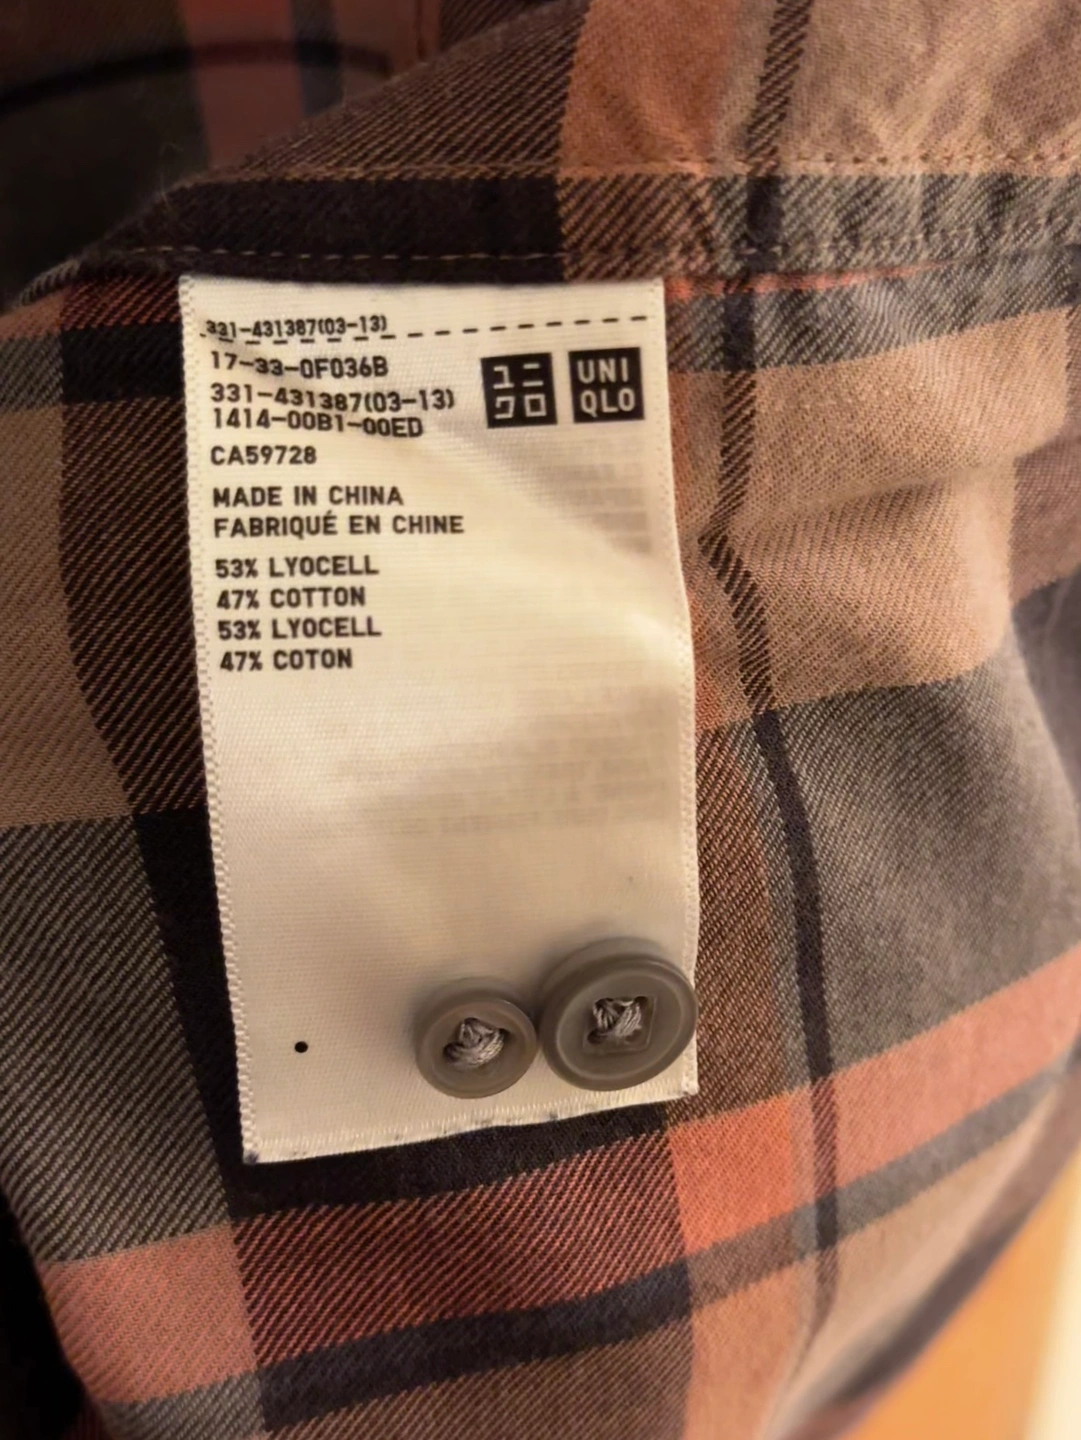 331-431387(03-13)
17-33-0F036B
331-431387(03-13)
1414-00B1-00ED
CA59728
ユニ
クロ
UNI
QLO
MADE IN CHINA
FABRIQUÉ EN CHINE
53% LYOCELL
47% COTTON
53% LYOCELL
47% COTON